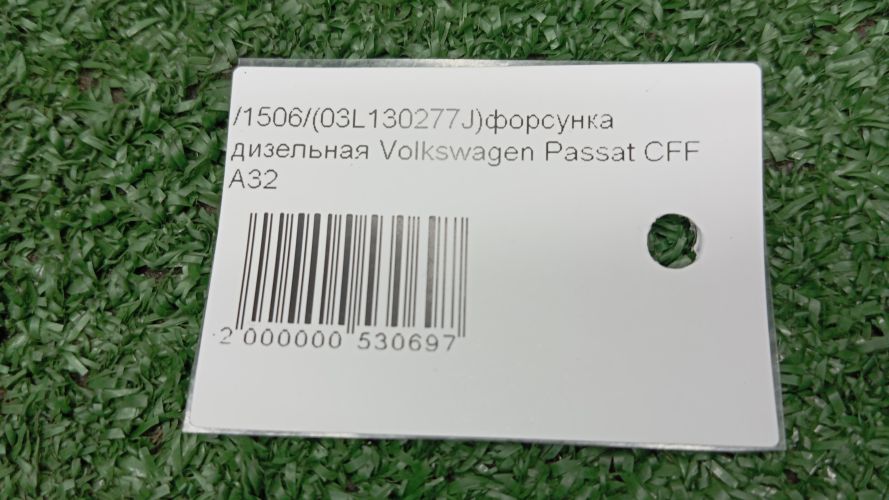 /1506/(03L130277J)форсунка
дизельная Volkswagen Passat CFF
A32
2 000000 530697